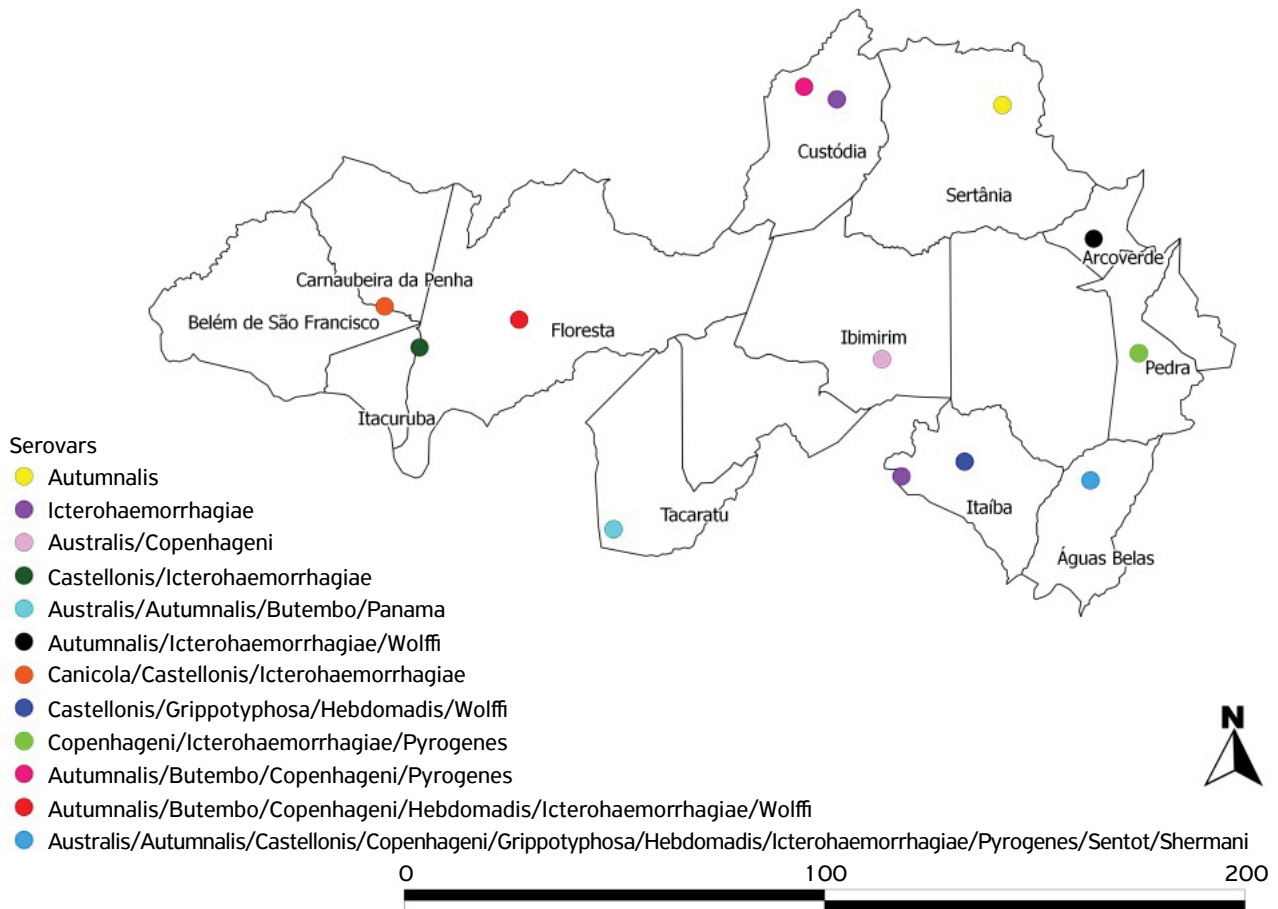 Custódia
Sertânia
Arcoverde
Carnaubeira da Penha
Belém de São Francisco
Floresta
Ibimirim
Pedra
Itacuruba
Tacaratu
Itaíba
Águas Belas
Serovars
Autumnalis
Icterohaemorrhagiae
Australis/Copenhageni
Castellonis/Icterohaemorrhagiae
Australis/Autumnalis/Butembo/Panama
Autumnalis/Icterohaemorrhagiae/Wolffi
Canicola/Castellonis/Icterohaemorrhagiae
Castellonis/Grippotyphosa/Hebdomadis/Wolffi
Copenhageni/Icterohaemorrhagiae/Pyrogenes
Autumnalis/Butembo/Copenhageni/Pyrogenes
Autumnalis/Butembo/Copenhageni/Hebdomadis/Icterohaemorrhagiae/Wolffi
Australis/Autumnalis/Castellonis/Copenhageni/Grippotyphosa/Hebdomadis/Icterohaemorrhagiae/Pyrogenes/Sentot/Shermani
N
0 100 200